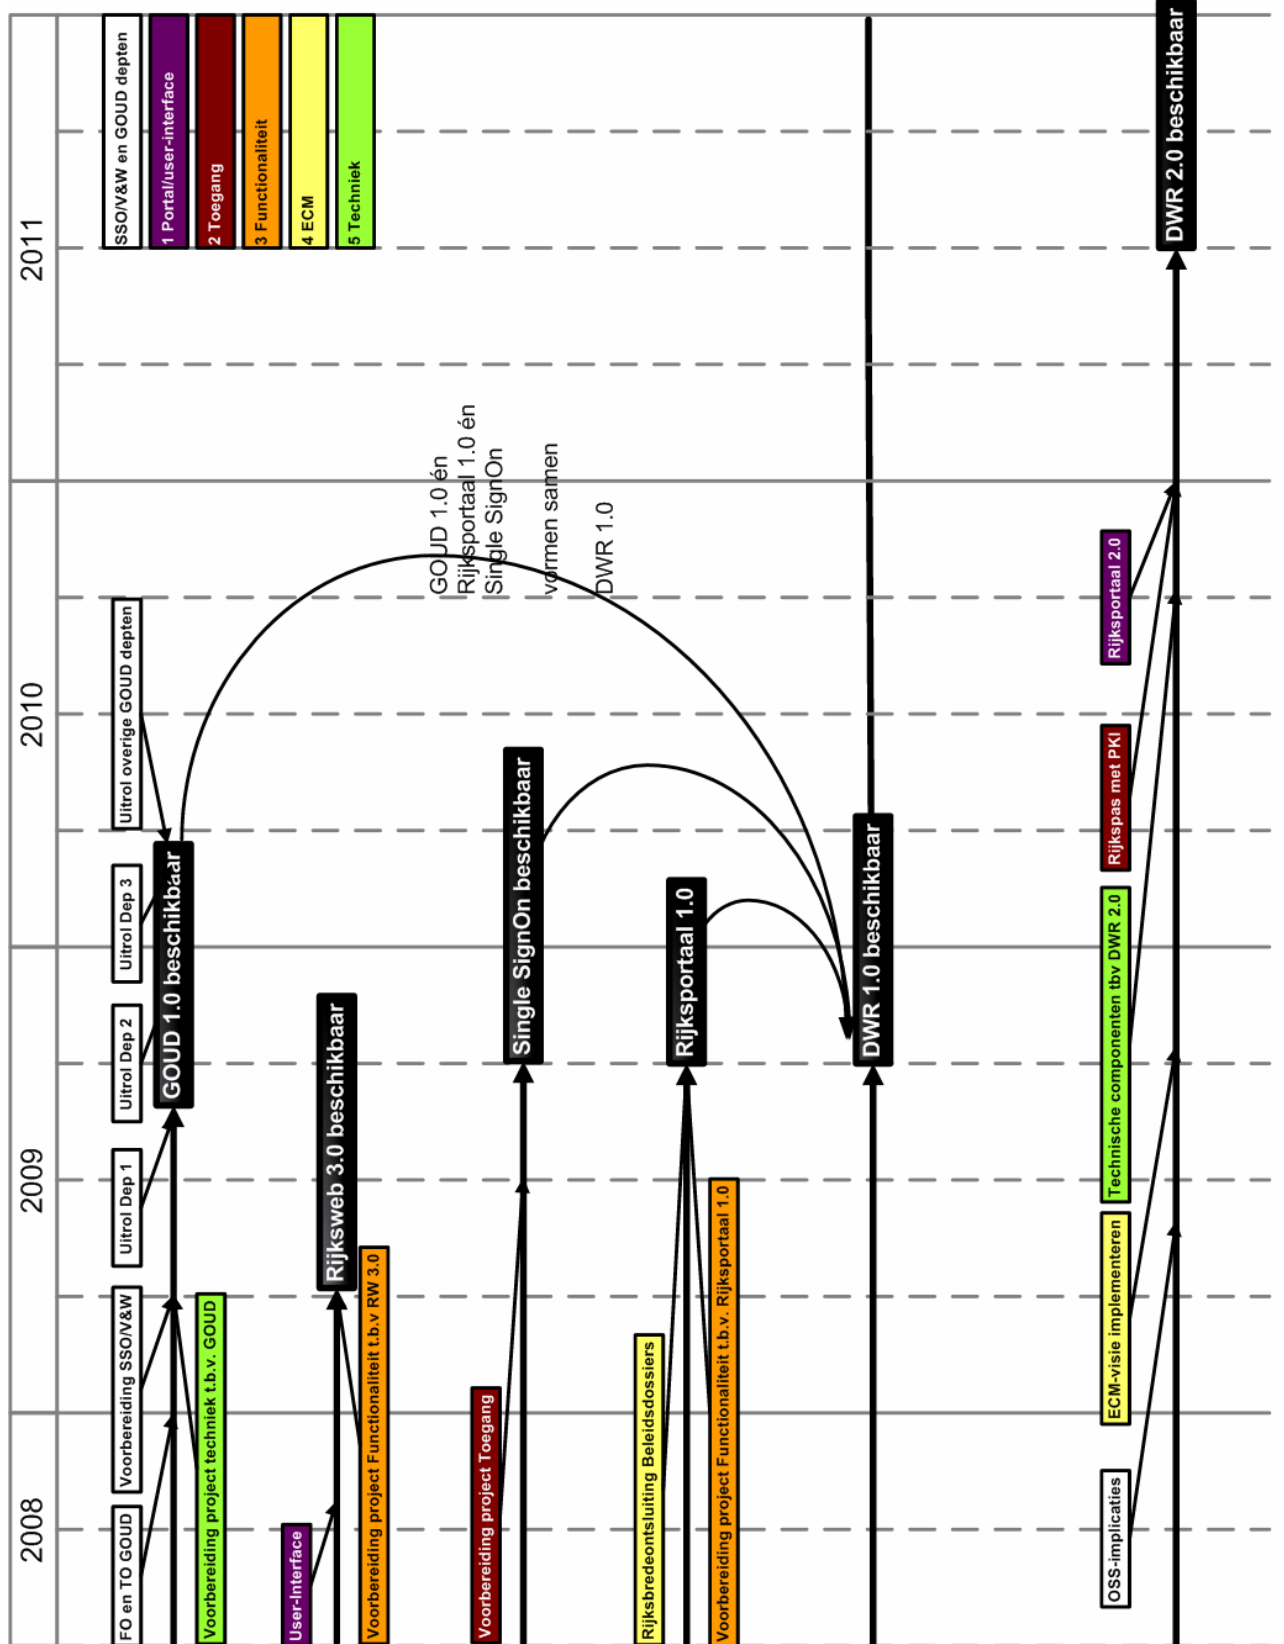 2008
2009
2010
2011
SSO/V&W en GOUD depten
1 Portal/user-interface
2 Toegang
3 Functionaliteit
4 ECM
5 Techniek
FO en TO GOUD
Voorbereiding SSO/V&W
Uitrol Dep 1
Uitrol Dep 2
Uitrol Dep 3
Uitrol overige GOUD depten
GOUD 1.0 beschikbaar
Voorbereiding project techniek t.b.v. GOUD
User-Interface
Rijksweb 3.0 beschikbaar
Voorbereiding project Functionaliteit t.b.v RW 3.0
GOUD 1.0 én
Rijksportaal 1.0 én
Single SignOn
vormen samen
DWR 1.0
Voorbereiding project Toegang
Single SignOn beschikbaar
Rijksbredeontsluiting Beleidsdossiers
Rijksportaal 1.0
Voorbereiding project Functionaliteit t.b.v. Rijksportaal 1.0
DWR 1.0 beschikbaar
OSS-implicaties
ECM-visie implementeren
Technische componenten tbv DWR 2.0
Rijkspas met PKI
Rijksportaal 2.0
DWR 2.0 beschikbaar